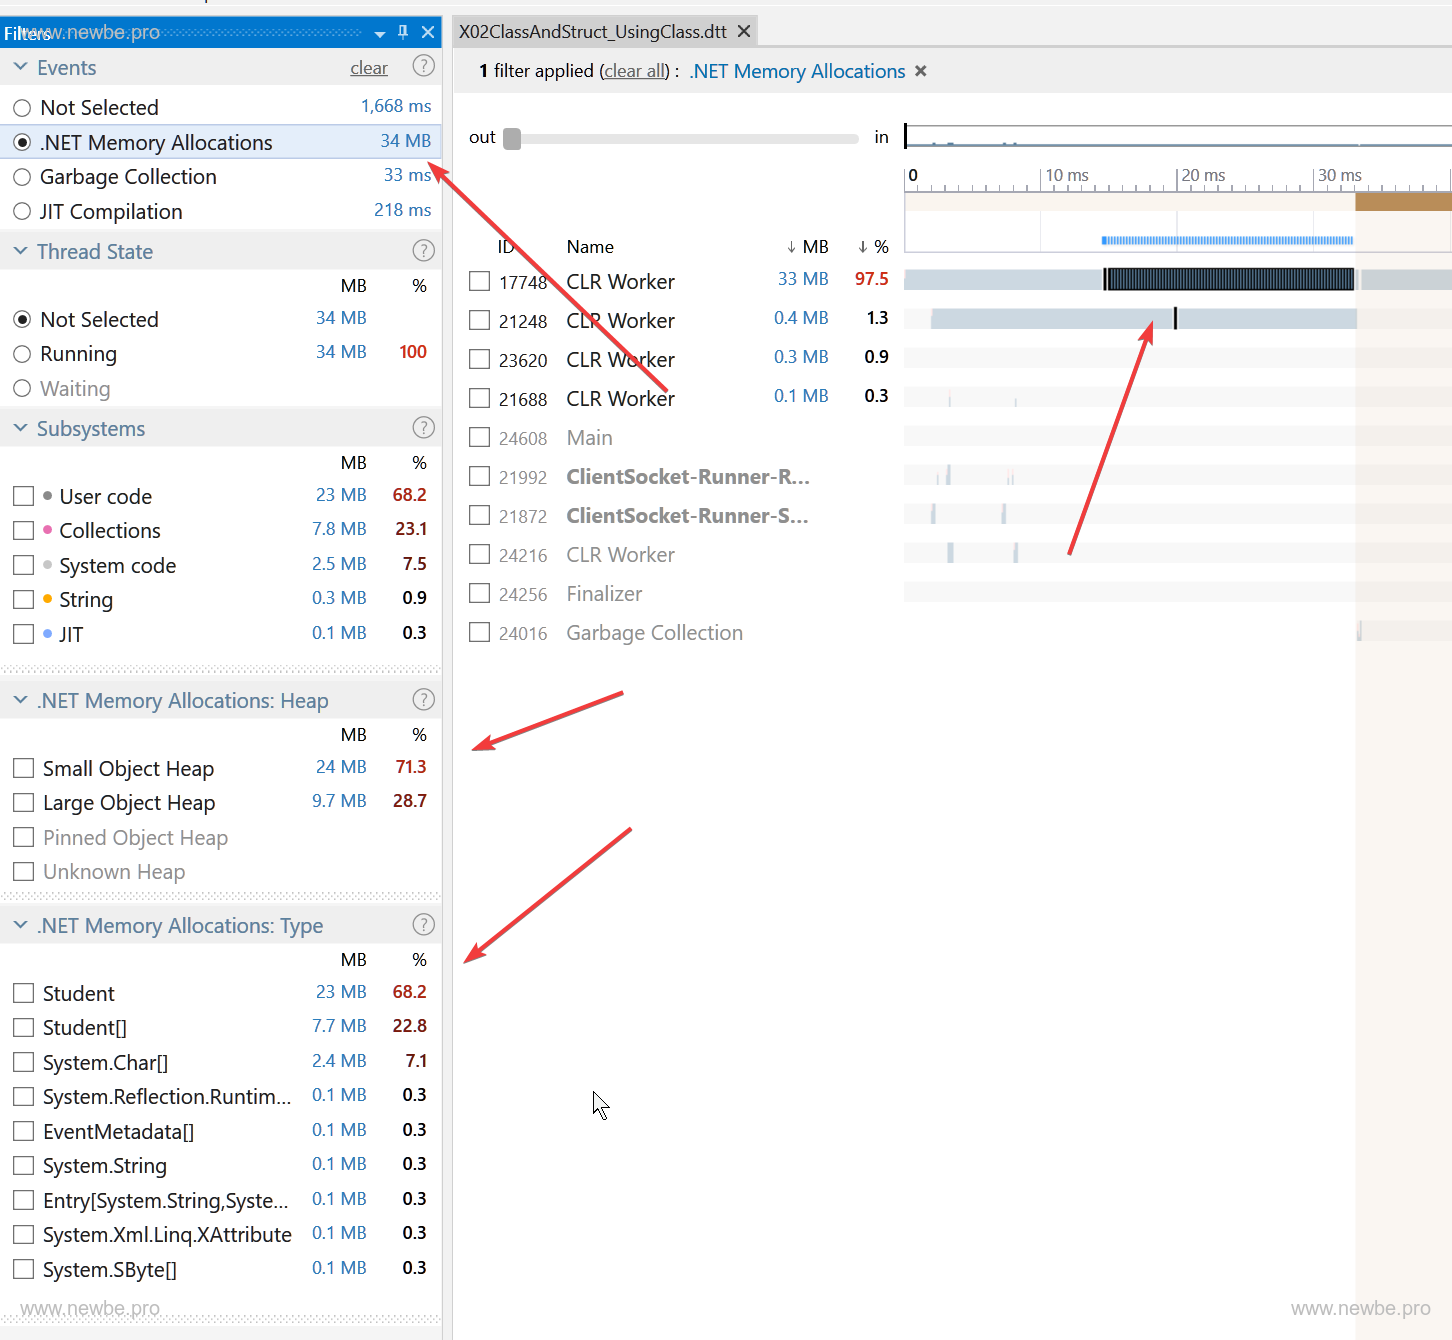 Filters
www.newbe.pro
Events clear ?
Not Selected 1,668 ms
.NET Memory Allocations 34 MB
Garbage Collection 33 ms
JIT Compilation 218 ms
Thread State ?
MB %
Not Selected 34 MB
Running 34 MB 100
Waiting
Subsystems ?
MB %
User code 23 MB 68.2
Collections 7.8 MB 23.1
System code 2.5 MB 7.5
String 0.3 MB 0.9
JIT 0.1 MB 0.3
.NET Memory Allocations: Heap ?
MB %
Small Object Heap 24 MB 71.3
Large Object Heap 9.7 MB 28.7
Pinned Object Heap
Unknown Heap
.NET Memory Allocations: Type ?
MB %
Student 23 MB 68.2
Student[] 7.7 MB 22.8
System.Char[] 2.4 MB 7.1
System.Reflection.Runtim... 0.1 MB 0.3
EventMetadata[] 0.1 MB 0.3
System.String 0.1 MB 0.3
Entry[System.String,Syste... 0.1 MB 0.3
System.Xml.Linq.XAttribute 0.1 MB 0.3
System.SByte[] 0.1 MB 0.3
www.newbe.pro
X02ClassAndStruct_UsingClass.dtt
1 filter applied (clear all) : .NET Memory Allocations
out in
0 10 ms 20 ms 30 ms
ID Name ↓ MB ↓ %
17748 CLR Worker 33 MB 97.5
21248 CLR Worker 0.4 MB 1.3
23620 CLR Worker 0.3 MB 0.9
21688 CLR Worker 0.1 MB 0.3
24608 Main
21992 ClientSocket-Runner-R...
21872 ClientSocket-Runner-S...
24216 CLR Worker
24256 Finalizer
24016 Garbage Collection
www.newbe.pro